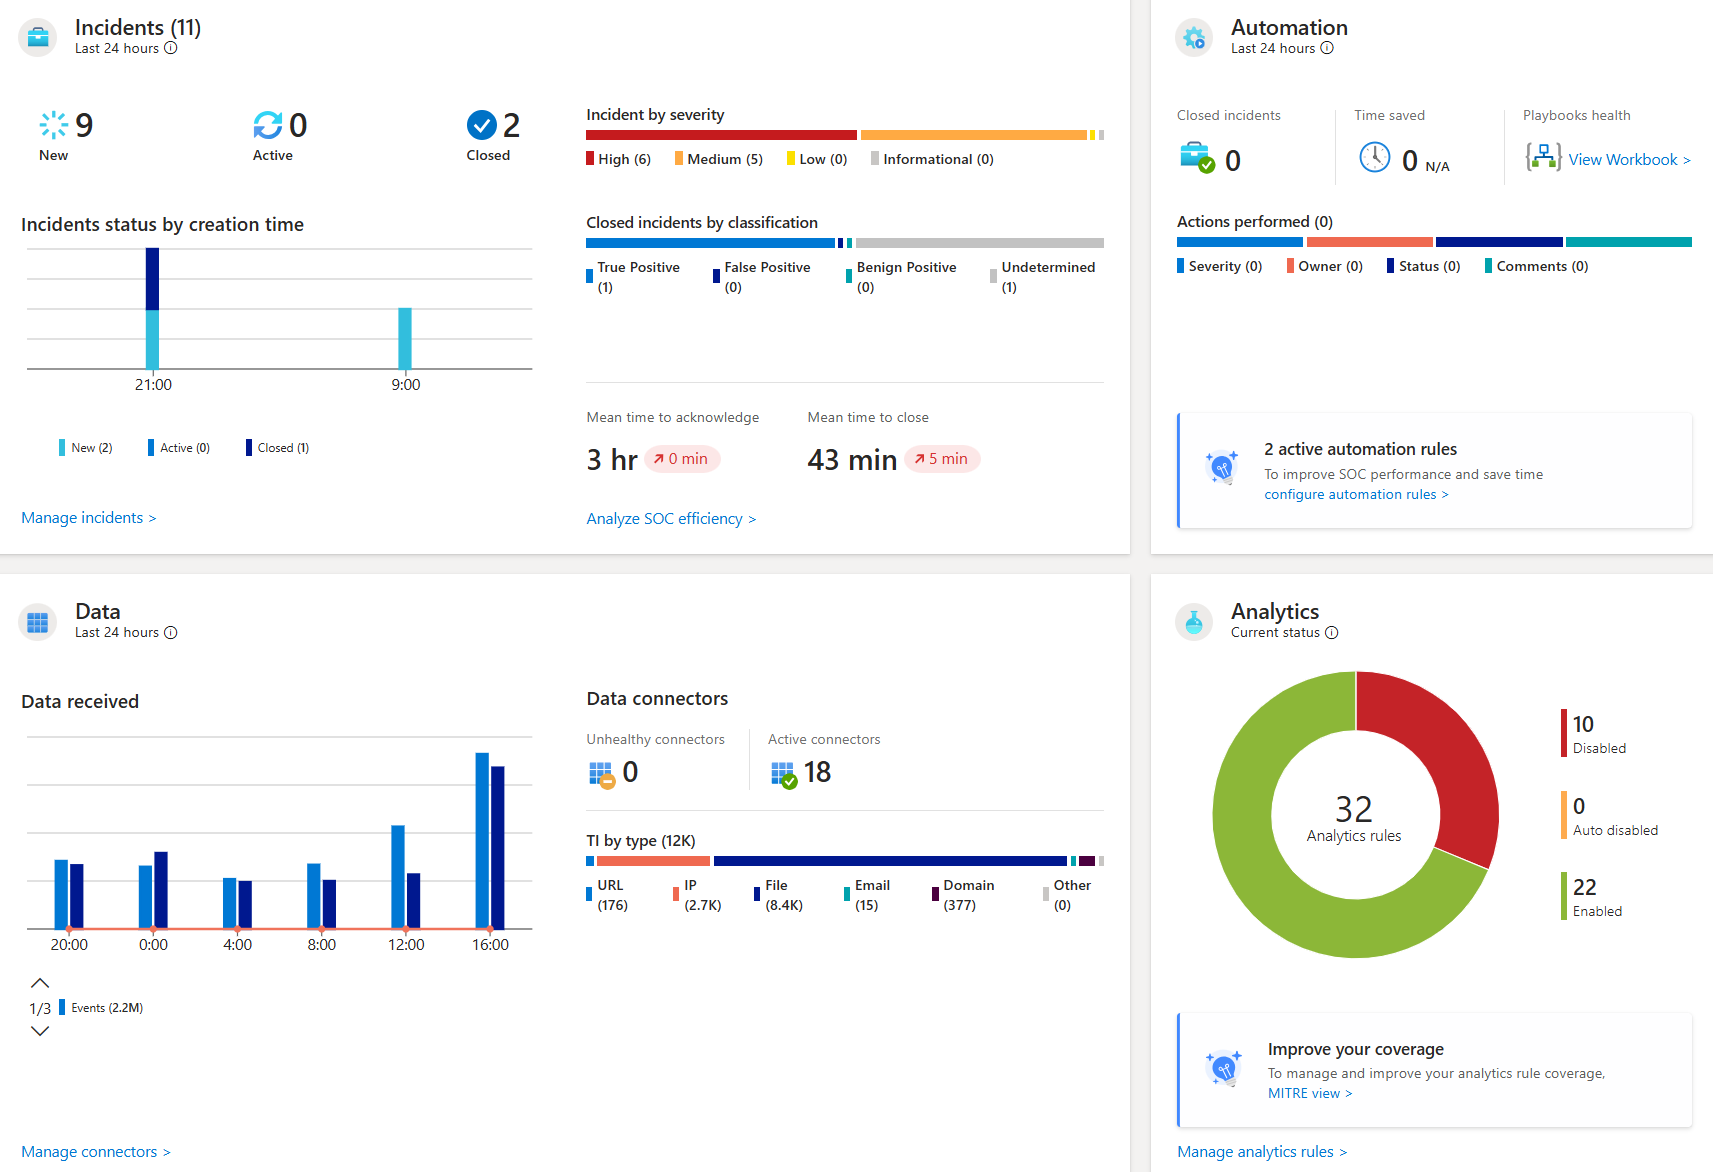 Incidents (11)
Last 24 hours
9
New
0
Active
2
Closed
Incident by severity
High (6)
Medium (5)
Low (0)
Informational (0)
Incidents status by creation time
21:00
9:00
New (2)
Active (0)
Closed (1)
Manage incidents >
Closed incidents by classification
True Positive
(1)
False Positive
(0)
Benign Positive
(0)
Undetermined
(1)
Mean time to acknowledge
3 hr
0 min
Mean time to close
43 min
5 min
Analyze SOC efficiency >
Automation
Last 24 hours
Closed incidents
0
Time saved
0 N/A
Playbooks health
View Workbook >
Actions performed (0)
Severity (0)
Owner (0)
Status (0)
Comments (0)
2 active automation rules
To improve SOC performance and save time
configure automation rules >
Data
Last 24 hours
Data received
20:00
0:00
4:00
8:00
12:00
16:00
1/3
Events (2.2M)
Manage connectors >
Data connectors
Unhealthy connectors
0
Active connectors
18
TI by type (12K)
URL
(176)
IP
(2.7K)
File
(8.4K)
Email
(15)
Domain
(377)
Other
(0)
Analytics
Current status
32
Analytics rules
10
Disabled
0
Auto disabled
22
Enabled
Improve your coverage
To manage and improve your analytics rule coverage,
MITRE view >
Manage analytics rules >